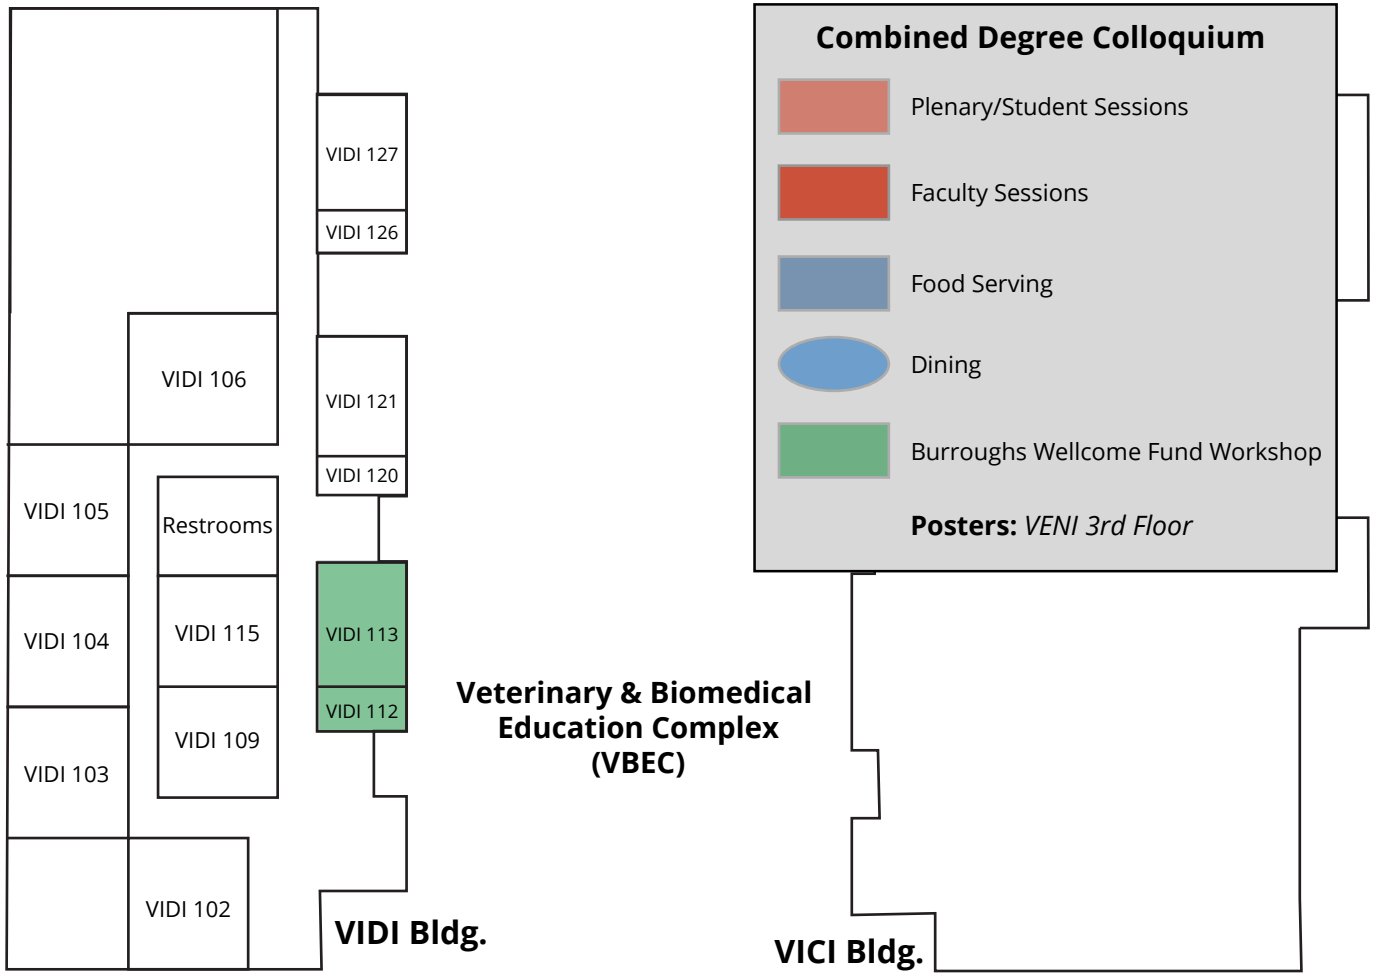 Combined Degree Colloquium
Plenary/Student Sessions
Faculty Sessions
Food Serving
Dining
Burroughs Wellcome Fund Workshop
Posters: VENI 3rd Floor
VIDI 127
VIDI 126
VIDI 106
VIDI 121
VIDI 120
VIDI 105
Restrooms
VIDI 104
VIDI 115
VIDI 113
VIDI 112
VIDI 103
VIDI 109
VIDI 102
Veterinary & Biomedical
Education Complex
(VBEC)
VIDI Bldg.
VICI Bldg.